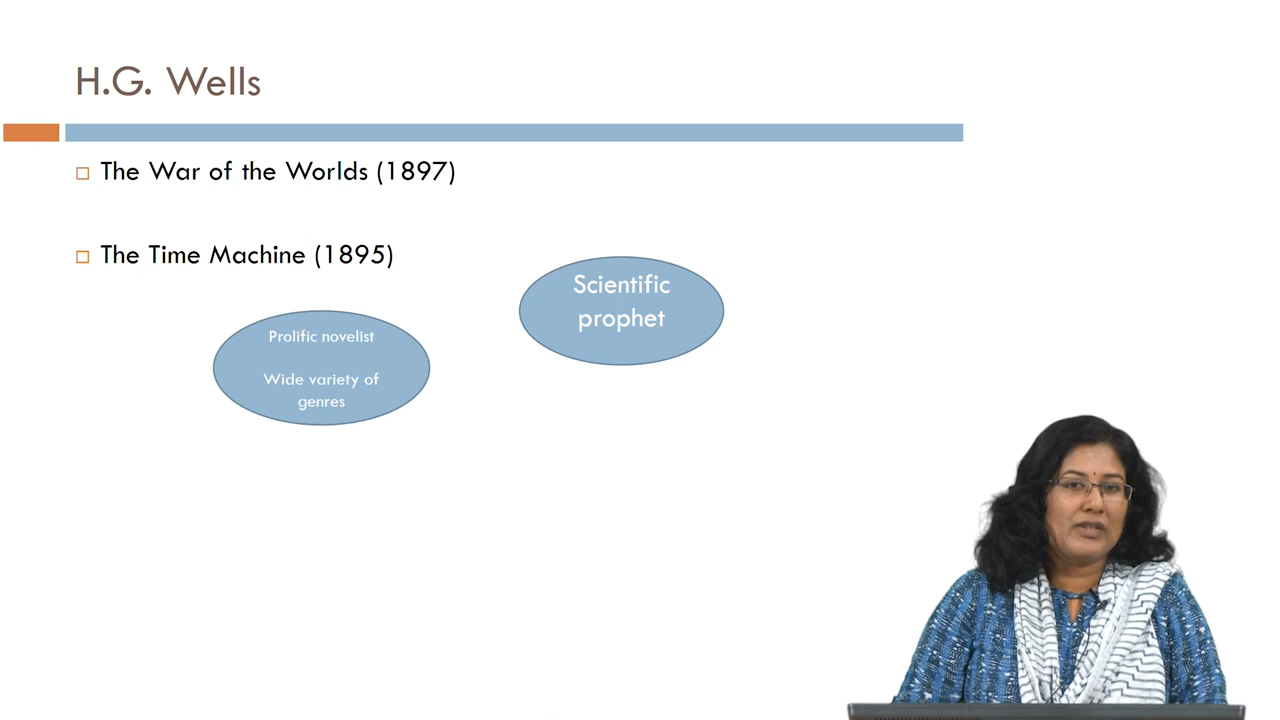 H.G. Wells
The War of the Worlds (1897)
The Time Machine (1895)
Scientific
prophet
Prolific novelist
Wide variety of
genres